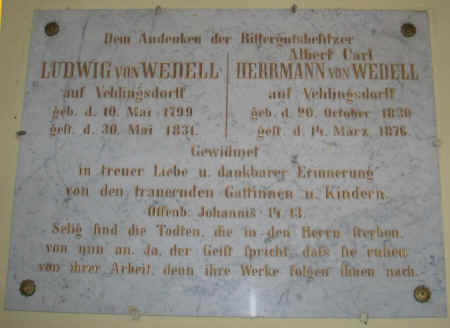 Dem Andenken der Rittergutsbesitzer
LUDWIG von WEDELL
auf Vehlingsdorff
geb. d. 10. Mai 1799
gest. d. 30. Mai 1831.
Albert Carl
HERRMANN von WEDELL
auf Vehlingsdorff
geb. d. 20. October 1830
gest. d. 14. März 1876.
Gewidmet
in treuer Liebe u. dankbarer Erinnerung
von den trauernden Gattinnen u. Kindern.
Offenb: Johannis 14. 13.
Selig sind die Todten, die in den Herrn sterben,
von nun an. Ja, der Geist spricht, dass sie ruhen
von ihrer Arbeit, denn ihre Werke folgen ihnen nach.